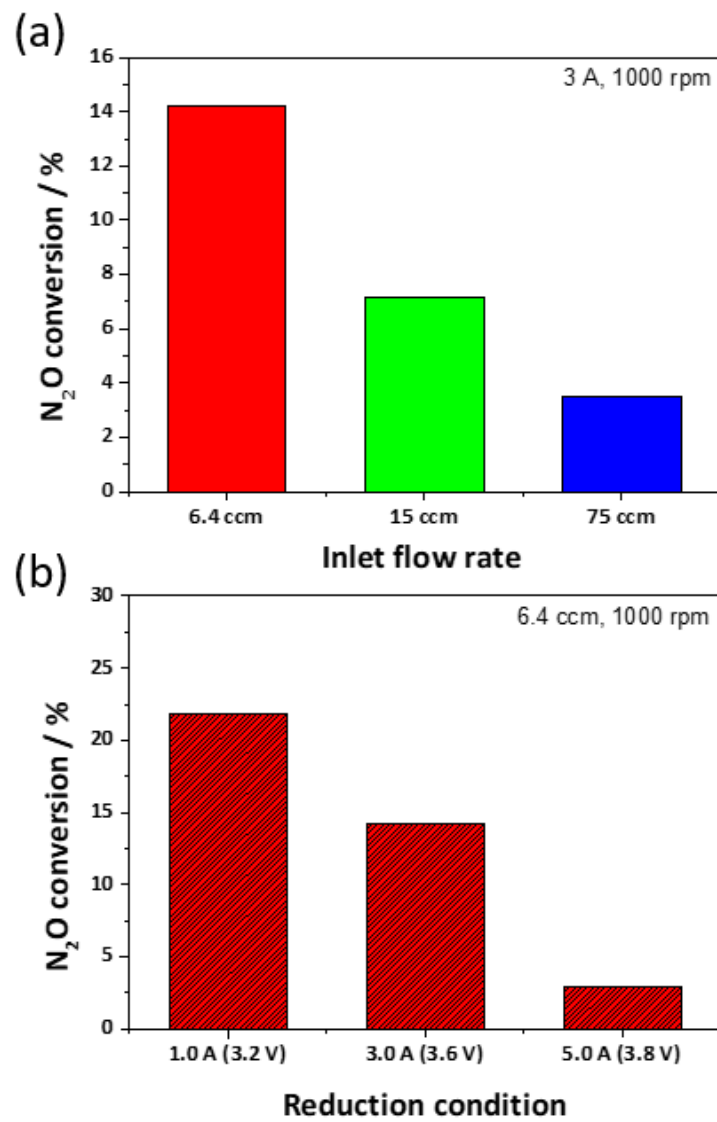 (a)
16
14
12
10
8
6
4
2
0
N₂O conversion / %
3 A, 1000 rpm
6.4 ccm 15 ccm 75 ccm
Inlet flow rate
(b)
30
25
20
15
10
5
0
N₂O conversion / %
6.4 ccm, 1000 rpm
1.0 A (3.2 V) 3.0 A (3.6 V) 5.0 A (3.8 V)
Reduction condition